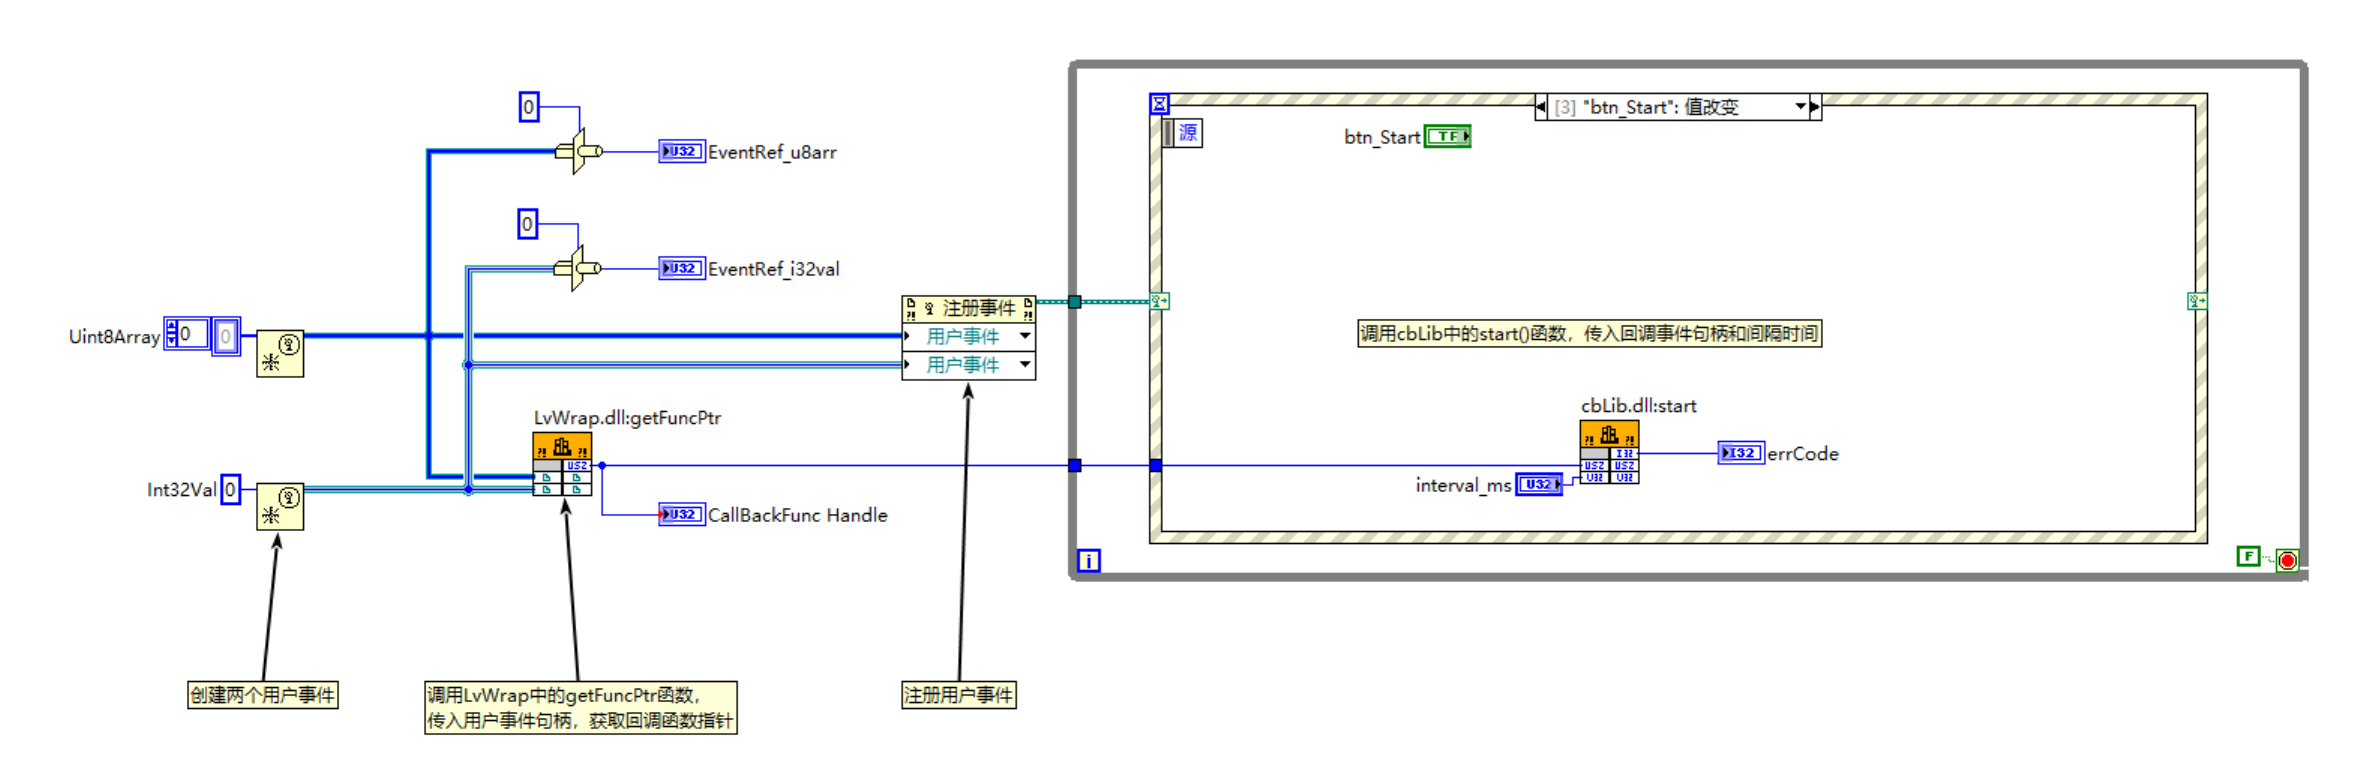 [3] "btn_Start": 值改变
源
btn_Start
TF
0
U32
EventRef_u8arr
0
U32
EventRef_i32val
注册事件
用户事件
用户事件
Uint8Array
0
0
调用cbLib中的start()函数，传入回调事件句柄和间隔时间
LvWrap.dll:getFuncPtr
USZ
cbLib.dll:start
I32
USZ USZ
U32 U32
I32
errCode
Int32Val
0
interval_ms
U32
U32
CallBackFunc Handle
i
F
创建两个用户事件
调用LvWrap中的getFuncPtr函数，
传入用户事件句柄，获取回调函数指针
注册用户事件